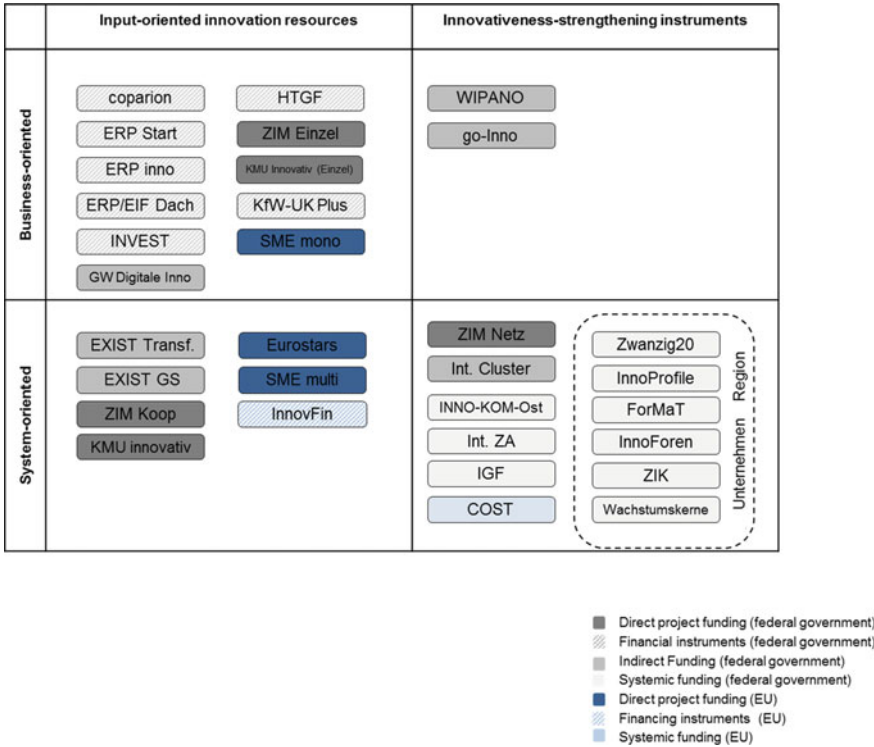 Input-oriented innovation resources
Innovativeness-strengthening instruments
Business-oriented
coparion
HTGF
ERP Start
ZIM Einzel
ERP inno
KMU Innovativ (Einzel)
ERP/EIF Dach
KfW-UK Plus
INVEST
SME mono
GW Digitale Inno
WIPANO
go-Inno
System-oriented
EXIST Transf.
Eurostars
EXIST GS
SME multi
ZIM Koop
InnovFin
KMU innovativ
ZIM Netz
Int. Cluster
INNO-KOM-Ost
Int. ZA
IGF
COST
Zwanzig20
InnoProfile
ForMaT
InnoForen
ZIK
Wachstumskerne
Unternehmen Region
Direct project funding (federal government)
Financial instruments (federal government)
Indirect Funding (federal government)
Systemic funding (federal government)
Direct project funding (EU)
Financing instruments (EU)
Systemic funding (EU)